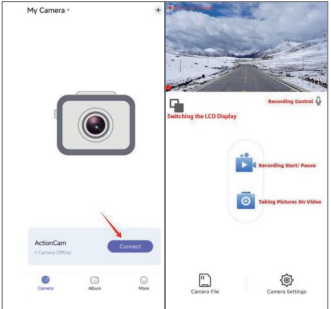 My Camera
+
ActionCam
Camera Offline
Connect
Camera
Album
More
Recording Control
Switching the LCD Display
Recording Start/ Pause
Taking Pictures On Video
Camera File
Camera Settings